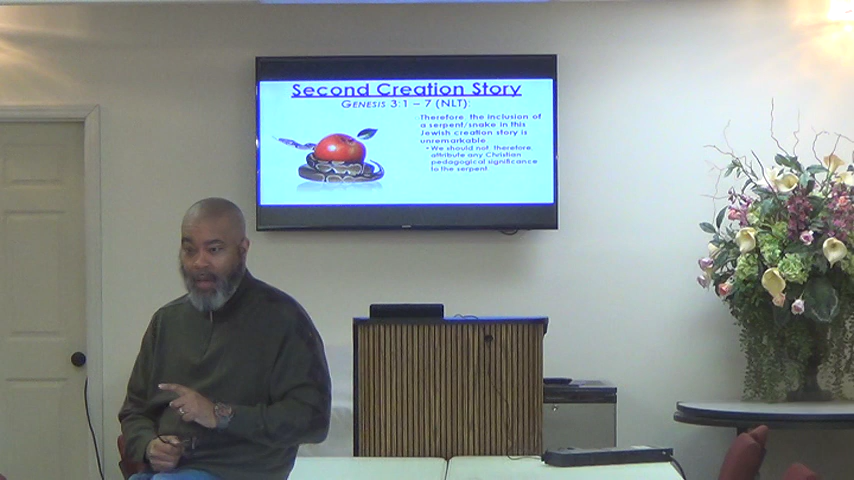 Second Creation Story
Genesis 3:1 – 7 (NLT):
Therefore, the inclusion of
a serpent/snake in this
Jewish creation story is
unremarkable
• We should not, therefore,
attribute any Christian
pedagogical significance
to the serpent